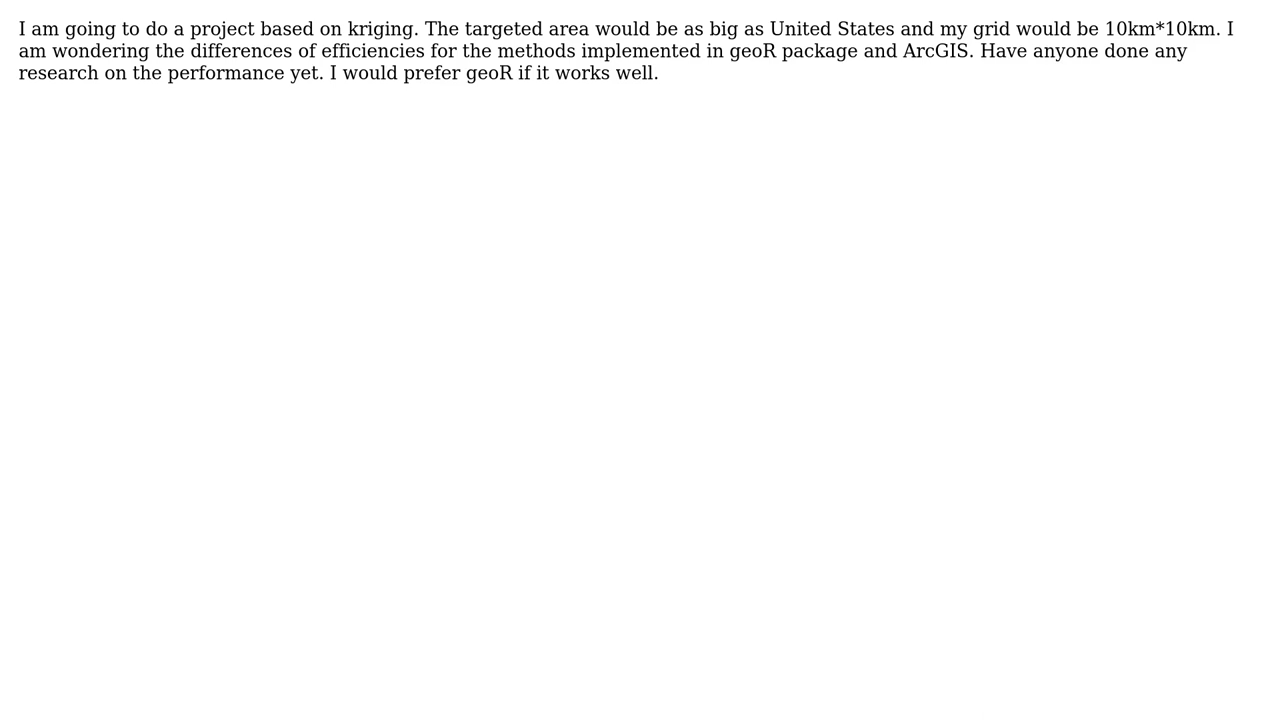 I am going to do a project based on kriging. The targeted area would be as big as United States and my grid would be 10km*10km. I
am wondering the differences of efficiencies for the methods implemented in geoR package and ArcGIS. Have anyone done any
research on the performance yet. I would prefer geoR if it works well.